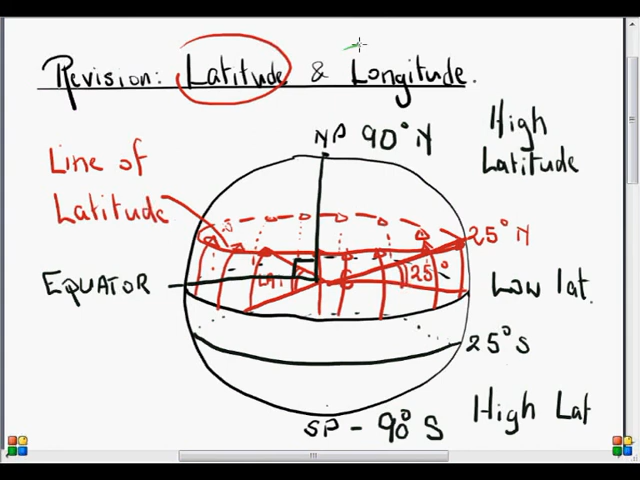 Revision: Latitude & Longitude.
NP 90° N
High
Latitude
Line of
Latitude
25° N
25°
C
EQUATOR
Low lat.
25° S
High Lat
SP - 90° S